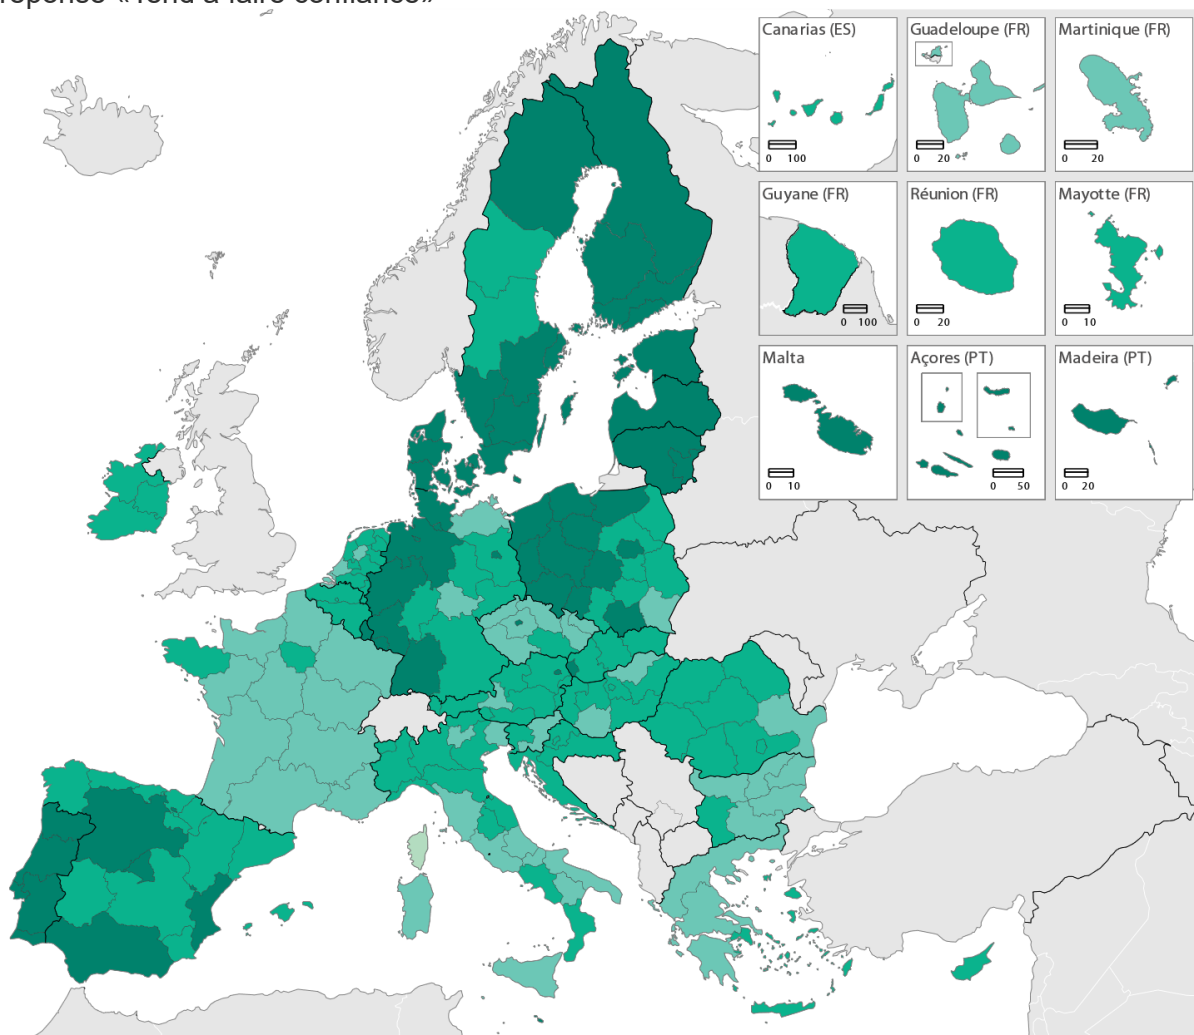 réponse «Tend à faire confiance»
Canarias (ES)
0 100
Guadeloupe (FR)
0 20
Martinique (FR)
0 20
Guyane (FR)
0 100
Réunion (FR)
0 20
Mayotte (FR)
0 10
Malta
0 10
Açores (PT)
0 50
Madeira (PT)
0 20